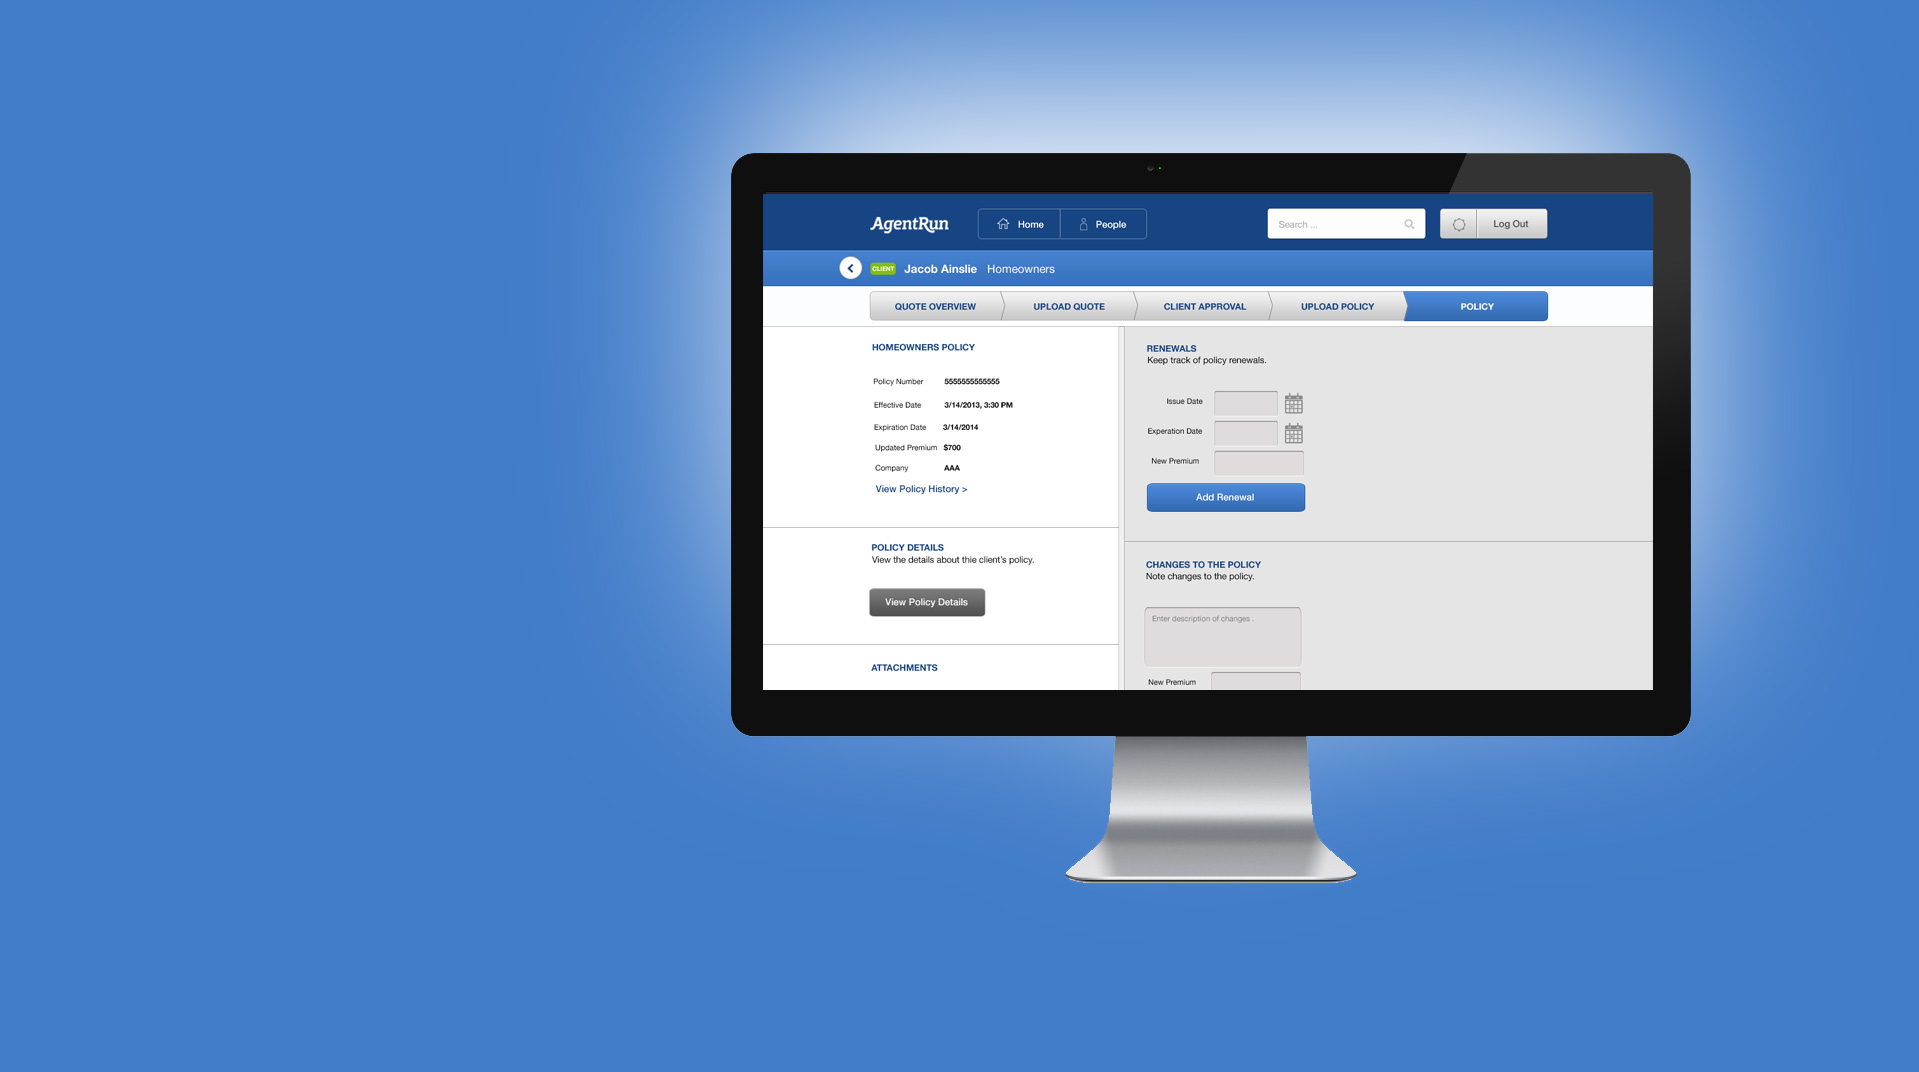 AgentRun
Home
People
Search ...
Log Out
CLIENT
Jacob Ainslie Homeowners
QUOTE OVERVIEW
UPLOAD QUOTE
CLIENT APPROVAL
UPLOAD POLICY
POLICY
HOMEOWNERS POLICY
Policy Number 5555555555555
Effective Date 3/14/2013, 3:30 PM
Expiration Date 3/14/2014
Updated Premium $700
Company AAA
View Policy History >
POLICY DETAILS
View the details about thie client's policy.
View Policy Details
ATTACHMENTS
RENEWALS
Keep track of policy renewals.
Issue Date
Experation Date
New Premium
Add Renewal
CHANGES TO THE POLICY
Note changes to the policy.
Enter description of changes .
New Premium